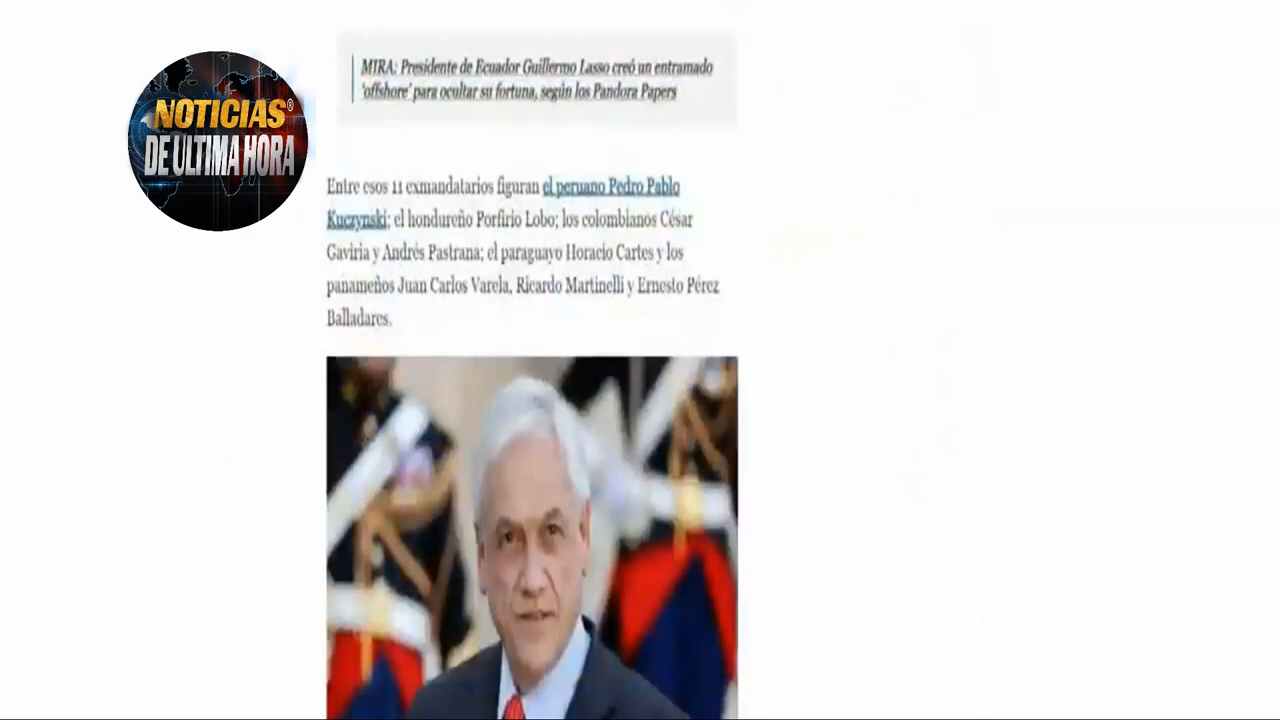 MIRA: Presidente de Ecuador Guillermo Lasso creó un entramado
'offshore' para ocultar su fortuna, según los Pandora Papers
NOTICIAS®
DE ULTIMA HORA
Entre esos 11 exmandatarios figuran el peruano Pedro Pablo
Kuczynski; el hondureño Porfirio Lobo; los colombianos César
Gaviria y Andrés Pastrana; el paraguayo Horacio Cartes y los
panameños Juan Carlos Varela, Ricardo Martinelli y Ernesto Pérez
Balladares.